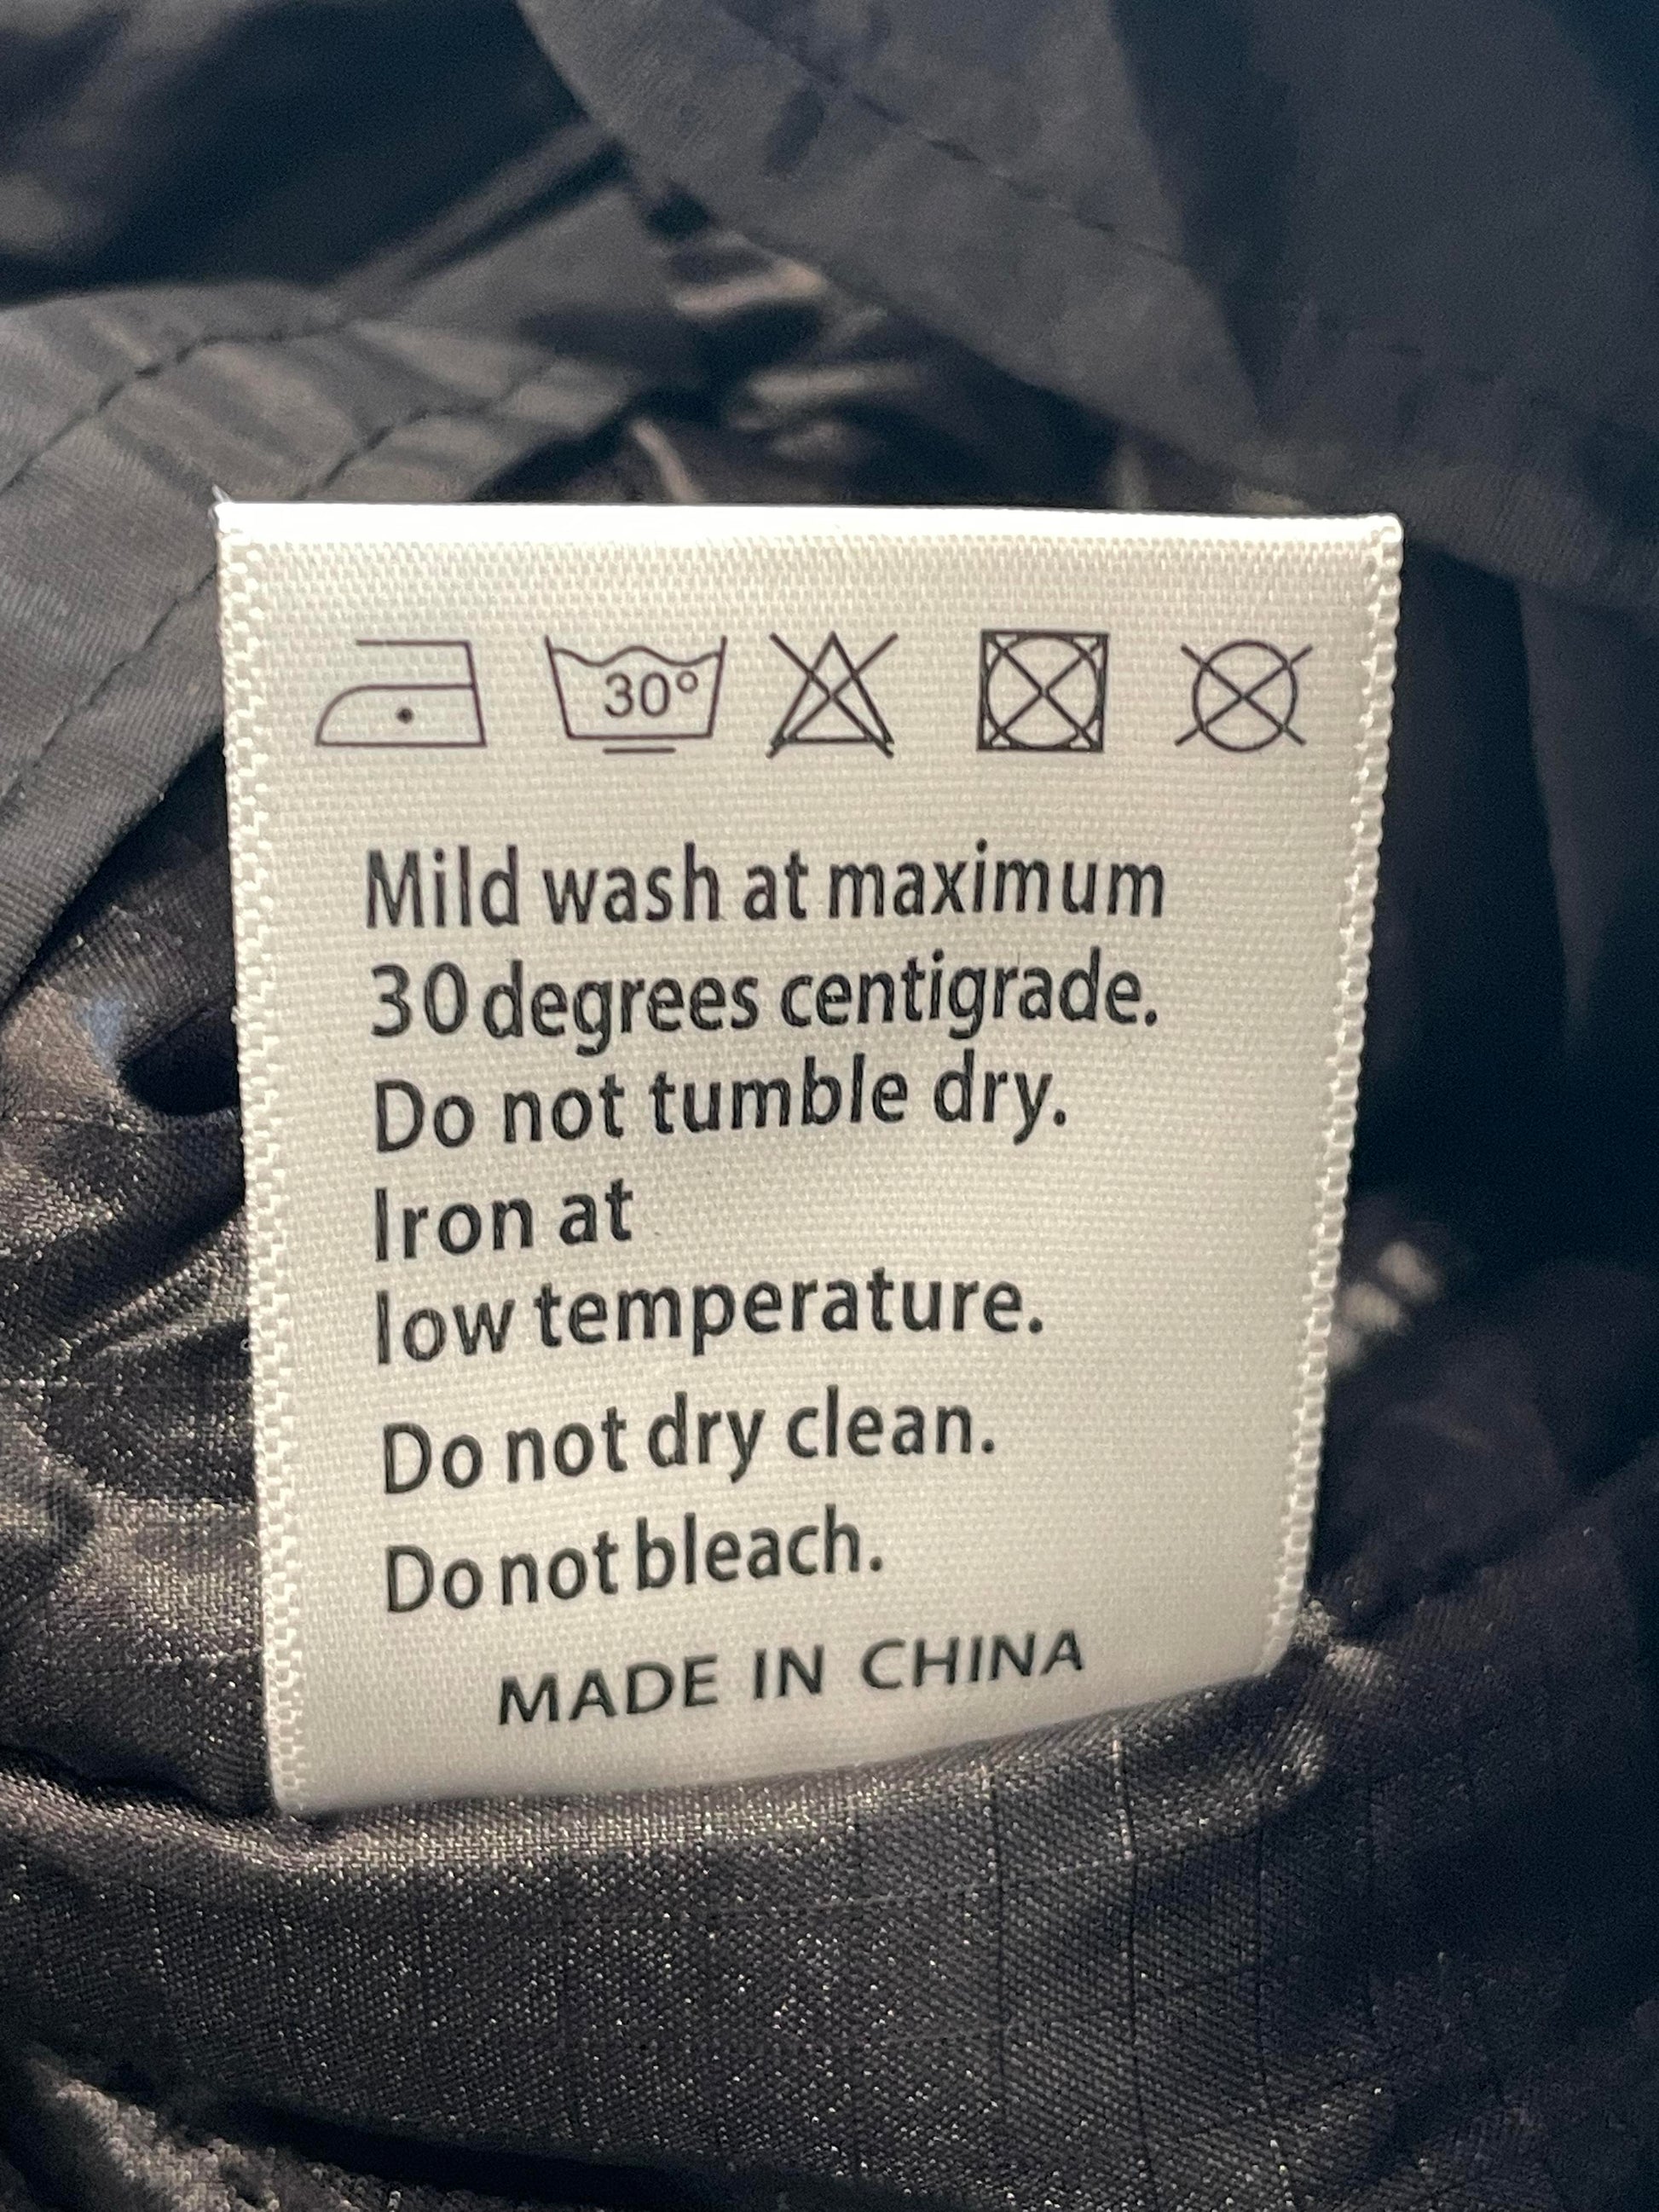 30°
Mild wash at maximum
30 degrees centigrade.
Do not tumble dry.
Iron at
low temperature.
Do not dry clean.
Do not bleach.
MADE IN CHINA